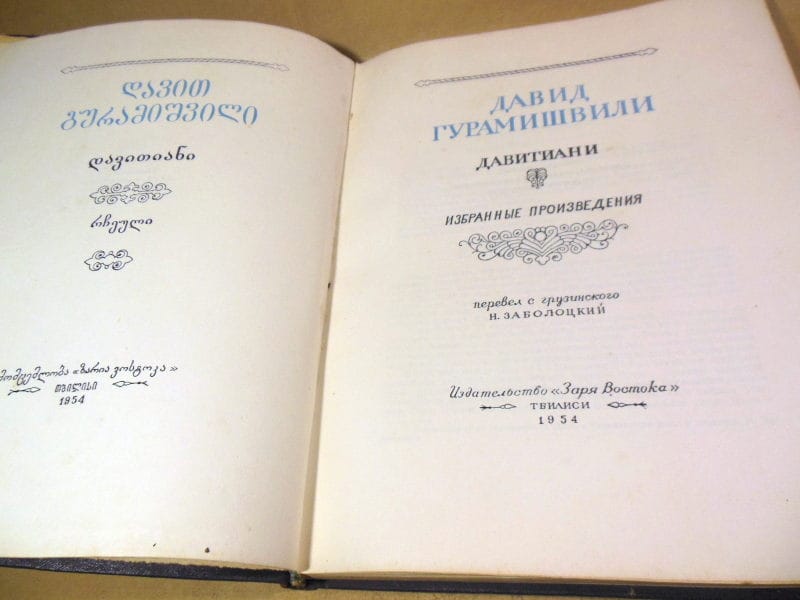 დავით
გურამიშვილი
დავითიანი
რჩეული
«ზარია ვოსტოკა»
თბილისი
1954
ДАВИД
ГУРАМИШВИЛИ
ДАВИТИАНИ
ИЗБРАННЫЕ ПРОИЗВЕДЕНИЯ
перевел с грузинского
Н. ЗАБОЛОЦКИЙ
Издательство «Заря Востока»
ТБИЛИСИ
1954